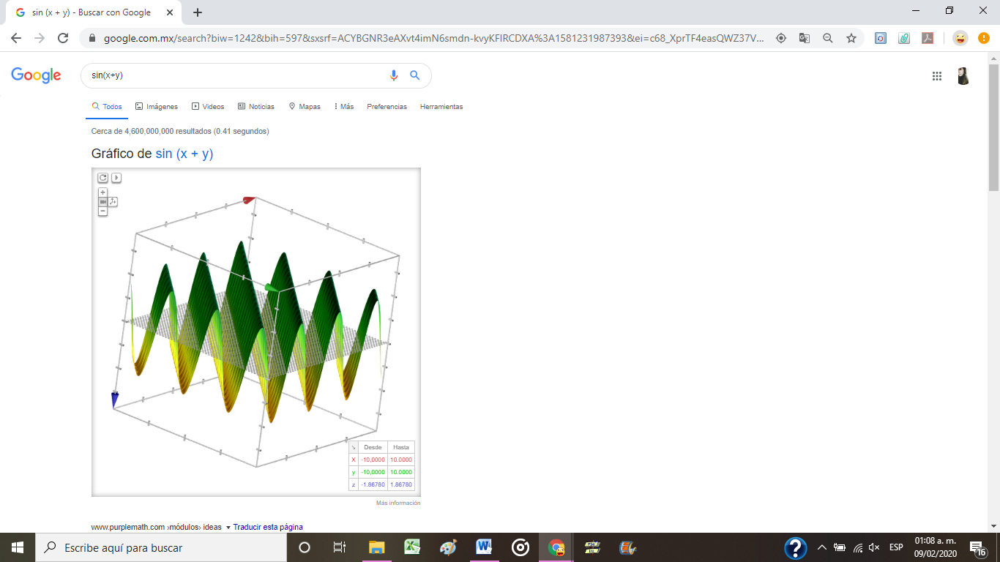 sin (x + y) - Buscar con Google
google.com.mx/search?biw=1242&bih=597&sxsrf=ACYBGNR3eAXvt4imN6smdn-kvyKFIRCDXA%3A1581231987393&ei=c68_XprTF4easQWZ37V...
Google
sin(x+y)
Todos Imágenes Videos Noticias Mapas Más Preferencias Herramientas
Cerca de 4,600,000,000 resultados (0.41 segundos)
Gráfico de sin (x + y)
Desde Hasta
X -10,0000 10.0000
y -10,0000 10.0000
z -1.86780 1.86780
Más información
www.purplemath.com ›módulos› ideas Traducir esta página
Escribe aquí para buscar
ESP
01:08 a. m.
09/02/2020
16